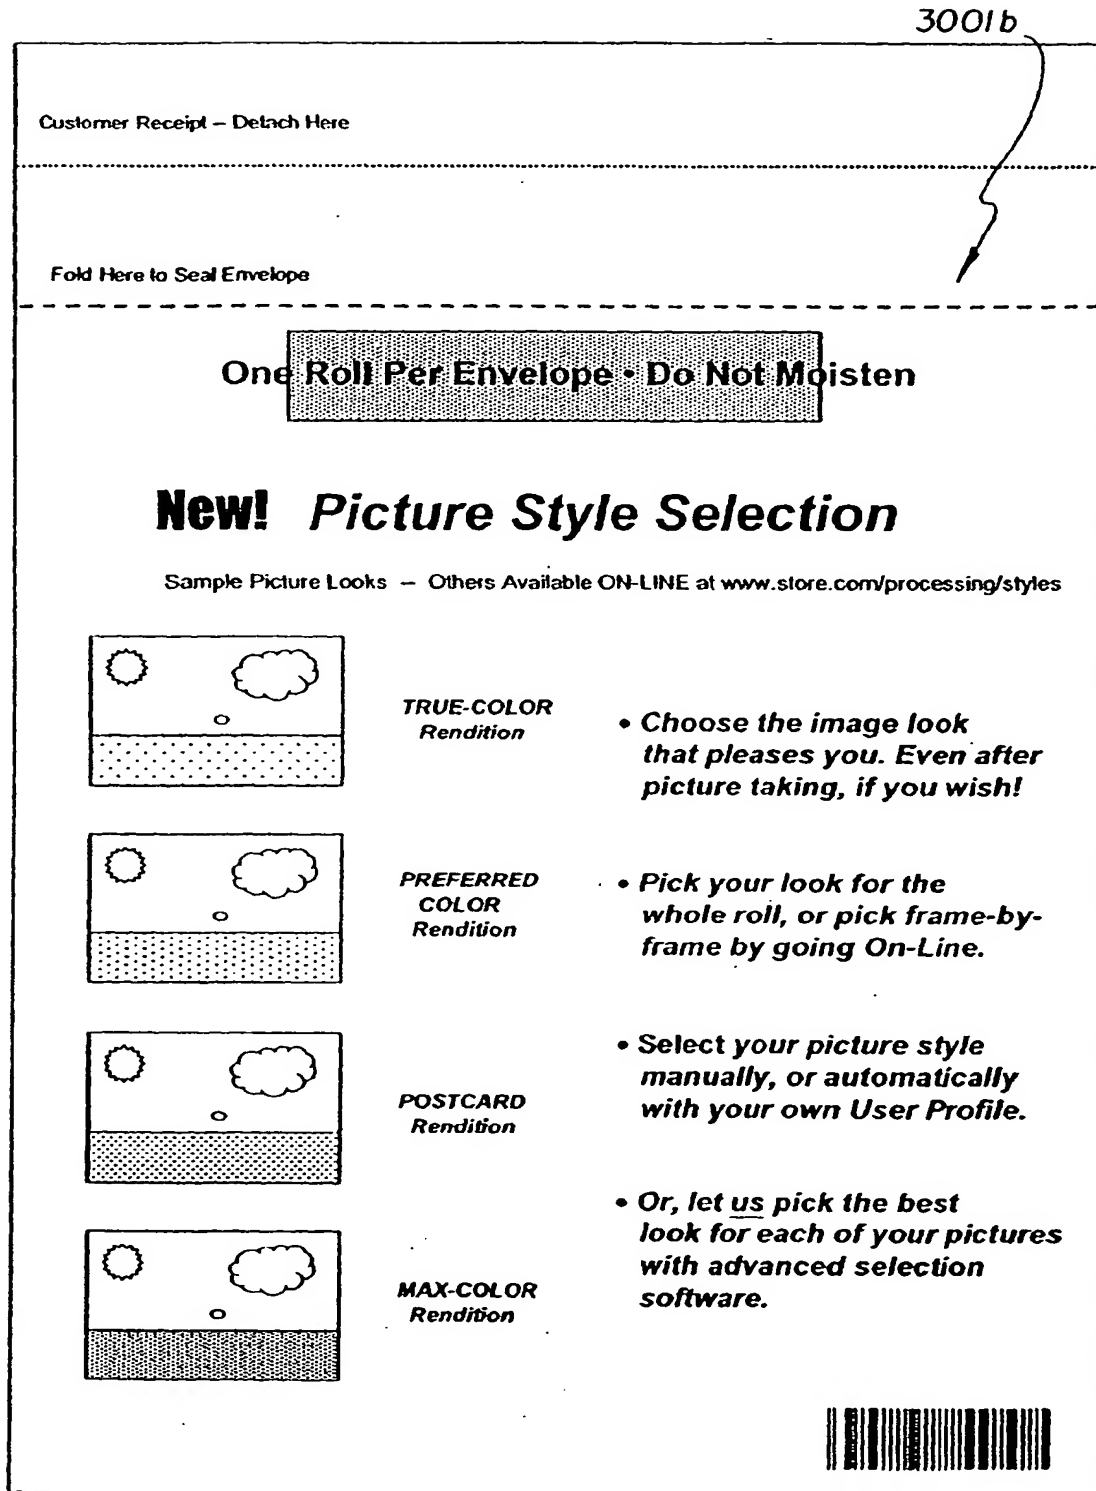 3001b
Customer Receipt – Detach Here
Fold Here to Seal Envelope
One Roll Per Envelope • Do Not Moisten
New! Picture Style Selection
Sample Picture Looks – Others Available ON-LINE at www.store.com/processing/styles
TRUE-COLOR
Rendition
• Choose the image look
that pleases you. Even after
picture taking, if you wish!
PREFERRED
COLOR
Rendition
• Pick your look for the
whole roll, or pick frame-by-
frame by going On-Line.
POSTCARD
Rendition
• Select your picture style
manually, or automatically
with your own User Profile.
MAX-COLOR
Rendition
• Or, let us pick the best
look for each of your pictures
with advanced selection
software.